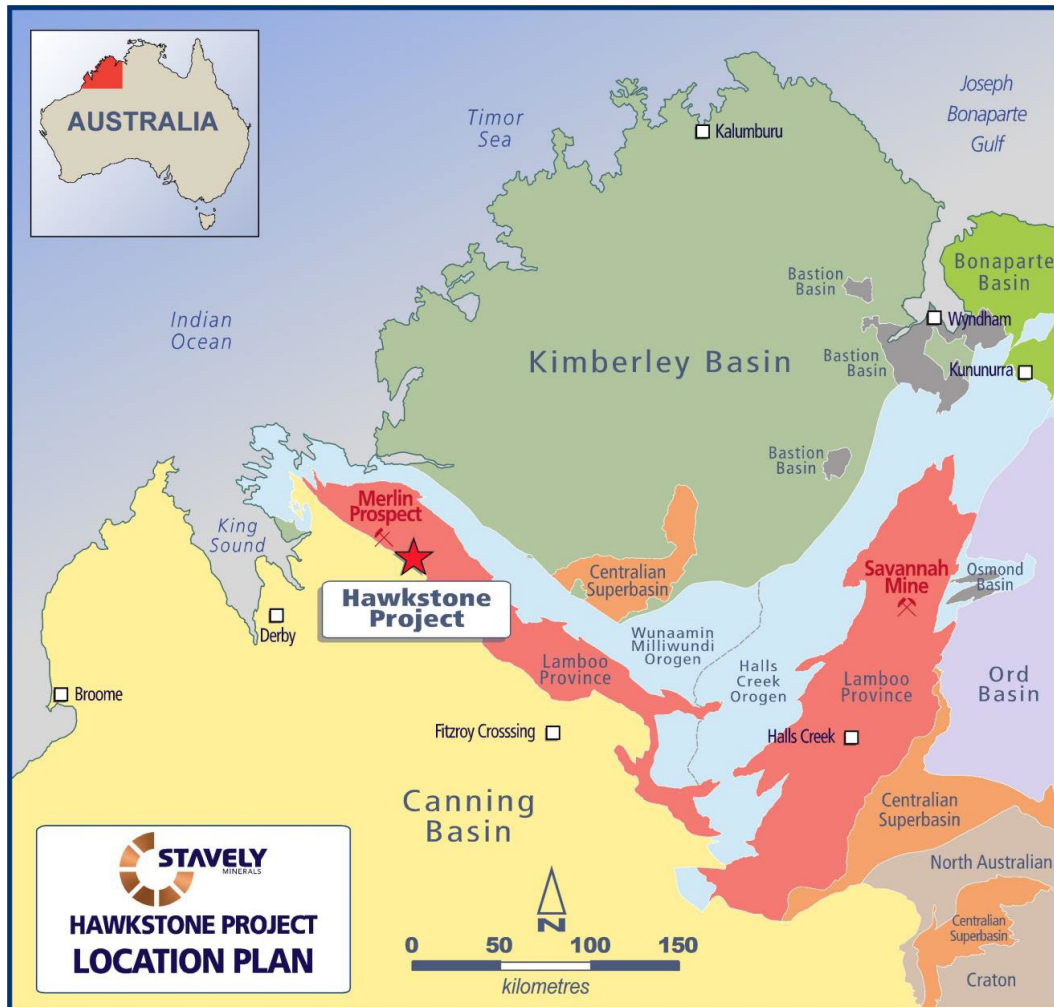 AUSTRALIA
Timor
Sea
Joseph
Bonaparte
Gulf
Kalumburu
Indian
Ocean
Bastion
Basin
Bonaparte
Basin
Wyndham
Kimberley Basin
Bastion
Basin
Kununurra
Bastion
Basin
King
Sound
Merlin
Prospect
Hawkstone
Project
Derby
Centralian
Superbasin
Savannah
Mine
Osmond
Basin
Wunaamin
Milliwundi
Orogen
Halls
Creek
Orogen
Lamboo
Province
Lamboo
Province
Ord
Basin
Broome
Fitzroy Crosssing
Halls Creek
Canning
Basin
Centralian
Superbasin
North Australian
Centralian
Superbasin
Craton
STAVELY
MINERALS
HAWKSTONE PROJECT
LOCATION PLAN
N
0 50 100 150
kilometres